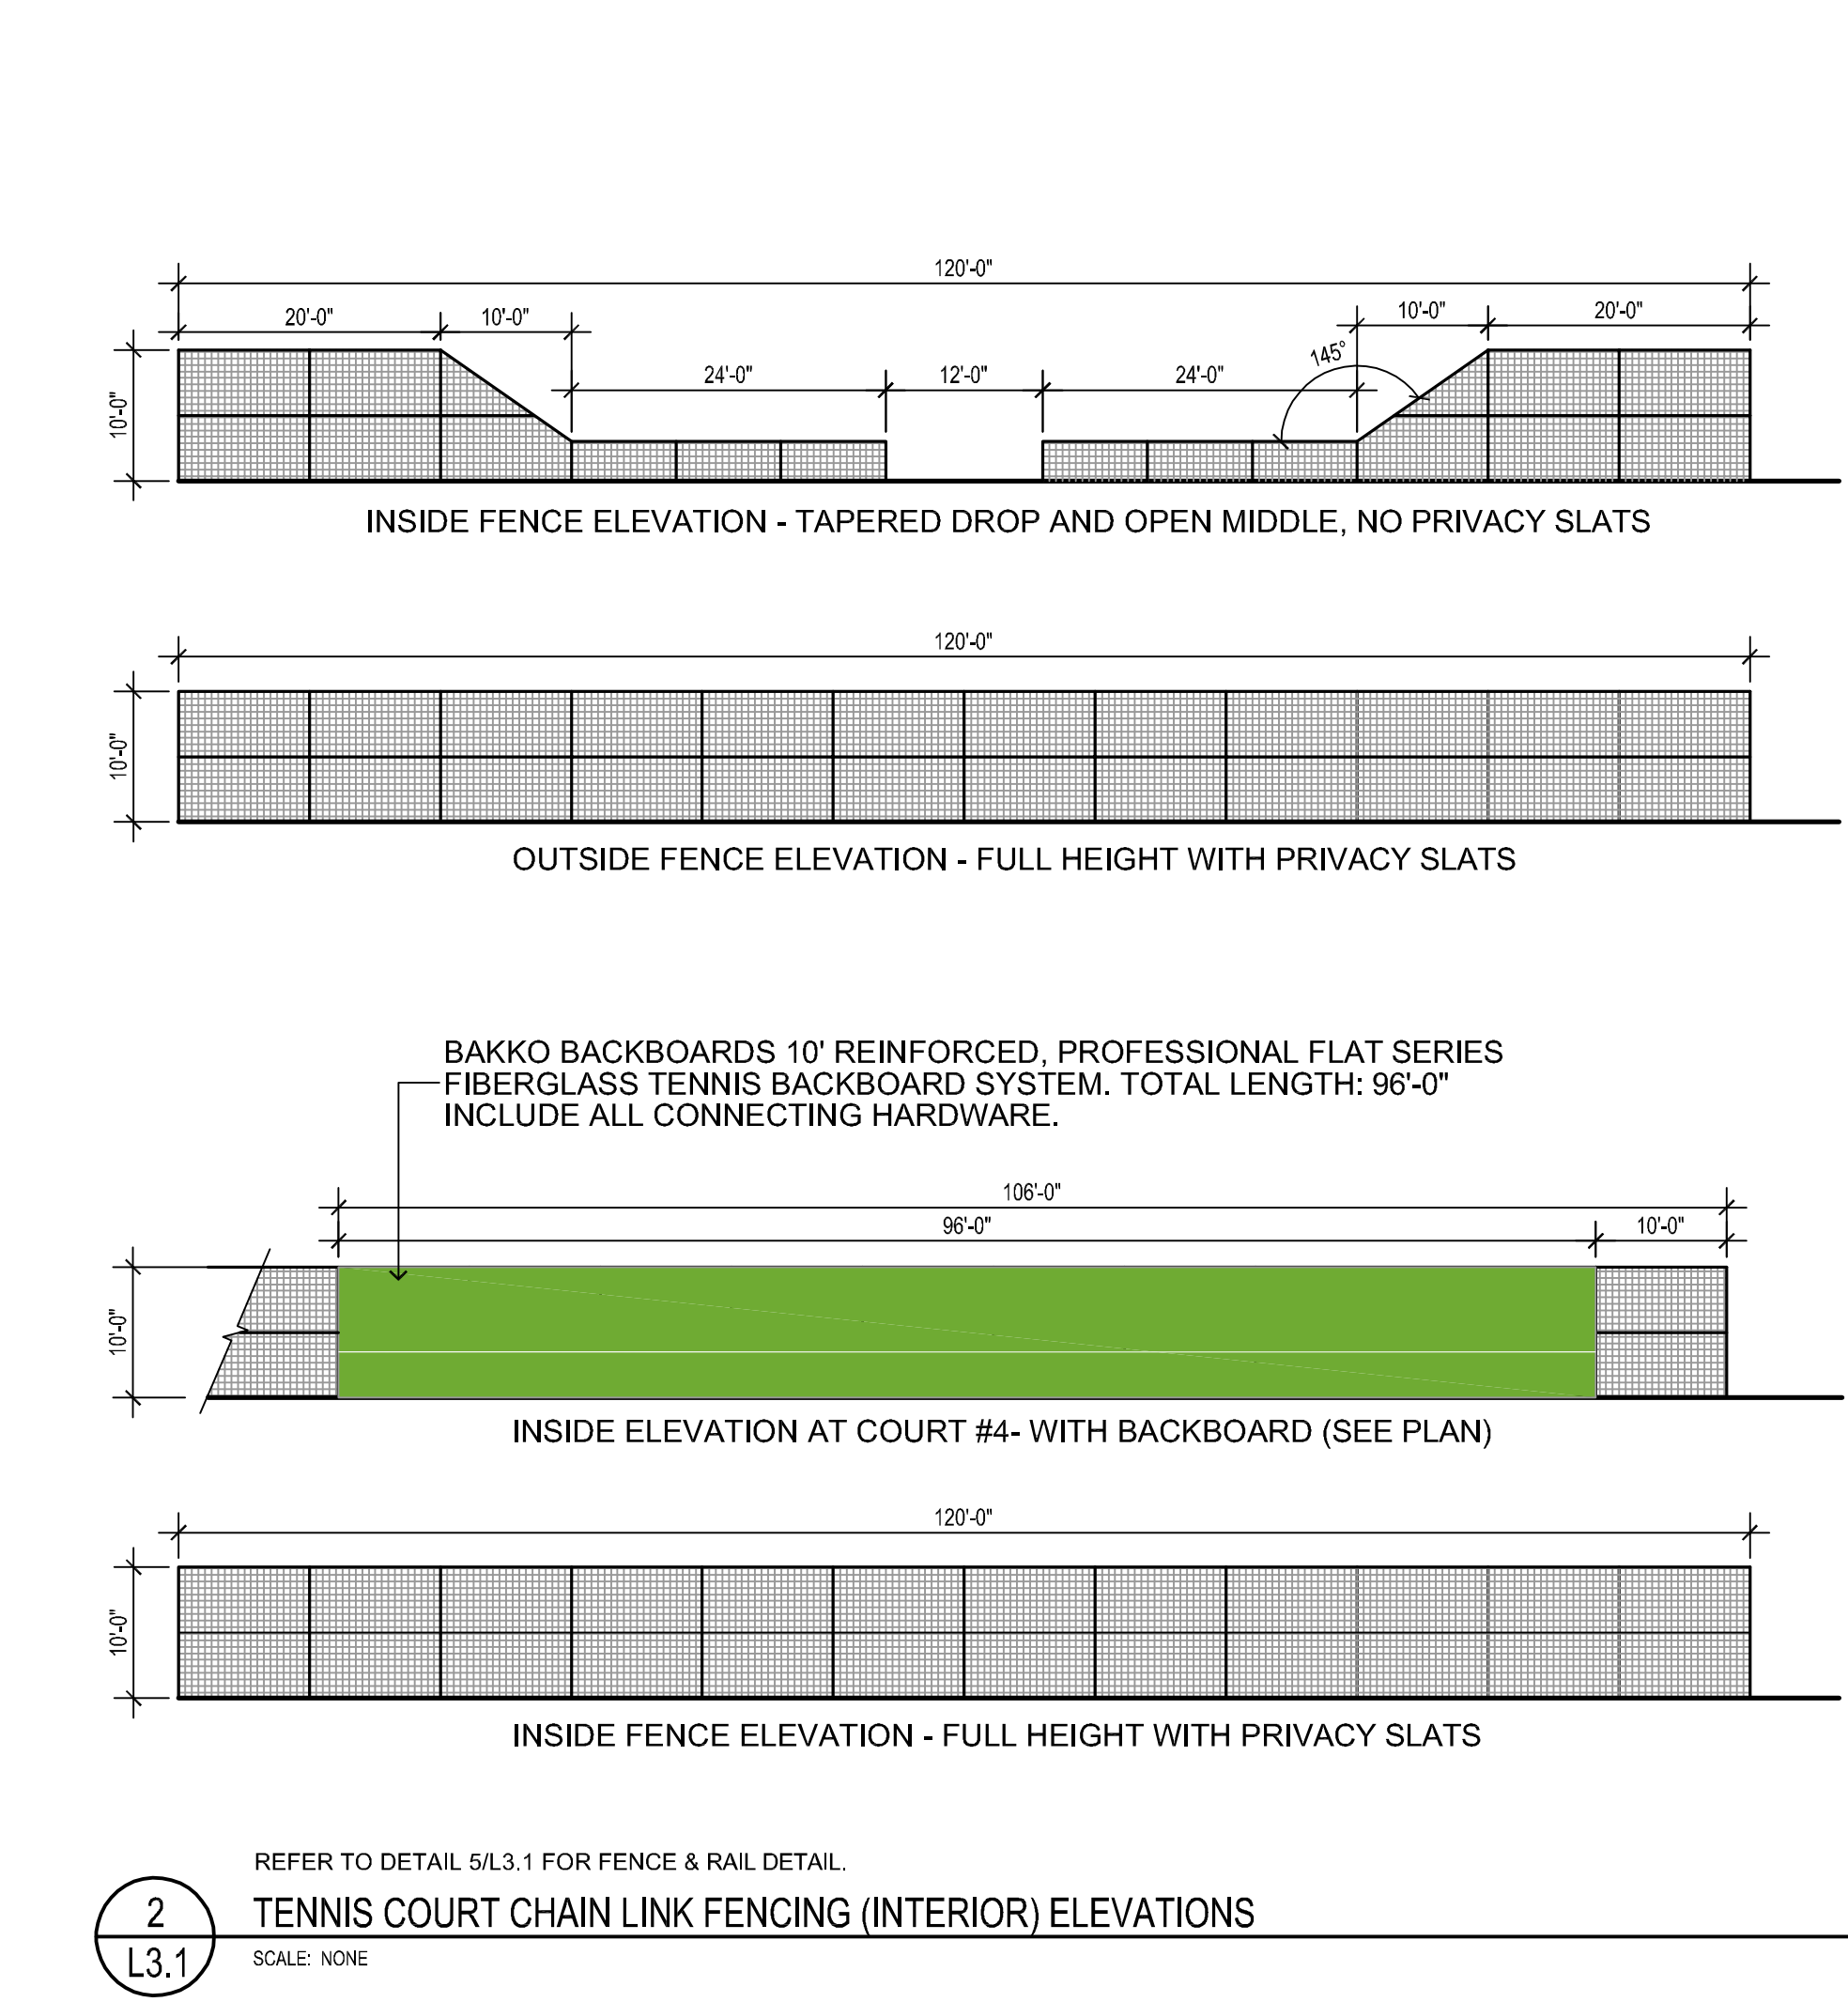 120'-0"
20'-0" 10'-0" 10'-0" 20'-0"
145°
24'-0" 12'-0" 24'-0"
10'-0"
INSIDE FENCE ELEVATION - TAPERED DROP AND OPEN MIDDLE, NO PRIVACY SLATS
120'-0"
10'-0"
OUTSIDE FENCE ELEVATION - FULL HEIGHT WITH PRIVACY SLATS
BAKKO BACKBOARDS 10' REINFORCED, PROFESSIONAL FLAT SERIES
FIBERGLASS TENNIS BACKBOARD SYSTEM. TOTAL LENGTH: 96'-0"
INCLUDE ALL CONNECTING HARDWARE.
106'-0"
96'-0" 10'-0"
10'-0"
INSIDE ELEVATION AT COURT #4- WITH BACKBOARD (SEE PLAN)
120'-0"
10'-0"
INSIDE FENCE ELEVATION - FULL HEIGHT WITH PRIVACY SLATS
REFER TO DETAIL 5/L3.1 FOR FENCE & RAIL DETAIL.
2
TENNIS COURT CHAIN LINK FENCING (INTERIOR) ELEVATIONS
L3.1
SCALE: NONE